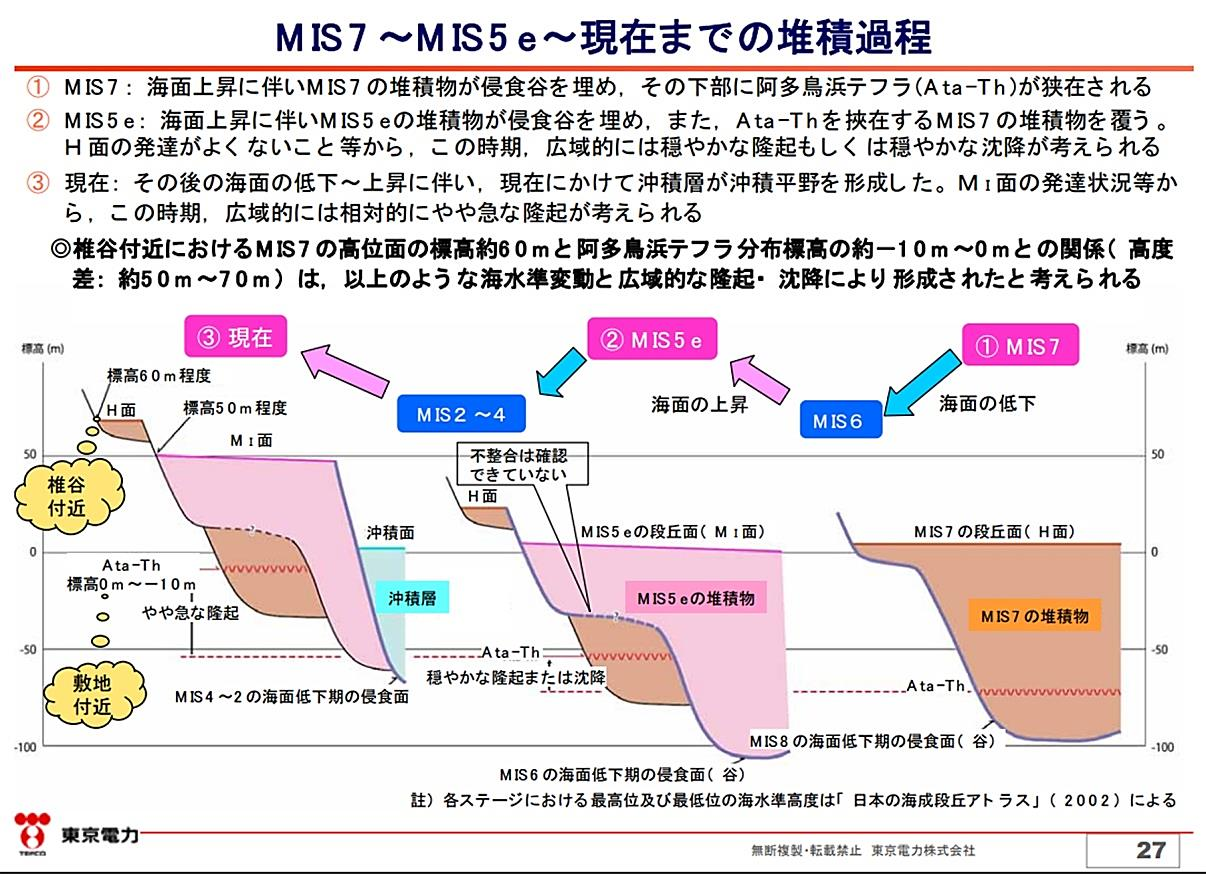 MIS7～MIS5e～現在までの堆積過程
① MIS7：海面上昇に伴いMIS7の堆積物が侵食谷を埋め，その下部に阿多鳥浜テフラ(Ata-Th)が狭在される
② MIS5e：海面上昇に伴いMIS5eの堆積物が侵食谷を埋め，また，Ata-Thを挾在するMIS7の堆積物を覆う。
H面の発達がよくないこと等から，この時期，広域的には穏やかな隆起もしくは穏やかな沈降が考えられる
③ 現在：その後の海面の低下～上昇に伴い，現在にかけて沖積層が沖積平野を形成した。MⅠ面の発達状況等か
ら，この時期，広域的には相対的にやや急な隆起が考えられる
◎椎谷付近におけるMIS7の高位面の標高約60mと阿多鳥浜テフラ分布標高の約－10m～0mとの関係（高度
差：約50m～70m）は，以上のような海水準変動と広域的な隆起・沈降により形成されたと考えられる
③ 現在
② MIS5e
① MIS7
標高(m)
標高(m)
標高60m程度
MIS2～4
海面の上昇
MIS6
海面の低下
H面
標高50m程度
MⅠ面
50
50
不整合は確認
できていない
椎谷
付近
H面
沖積面
MIS5eの段丘面（MⅠ面）
MIS7の段丘面（H面）
0
0
Ata-Th
標高0m～－10m
やや急な隆起
沖積層
MIS5eの堆積物
MIS7の堆積物
-50
-50
Ata-Th
穏やかな隆起または沈降
Ata-Th
敷地
付近
MIS4～2の海面低下期の侵食面
-100
-100
MIS8の海面低下期の侵食面（谷）
MIS6の海面低下期の侵食面（谷）
註）各ステージにおける最高位及び最低位の海水準高度は「日本の海成段丘アトラス」（2002）による
TEPCO
東京電力
無断複製・転載禁止 東京電力株式会社
27